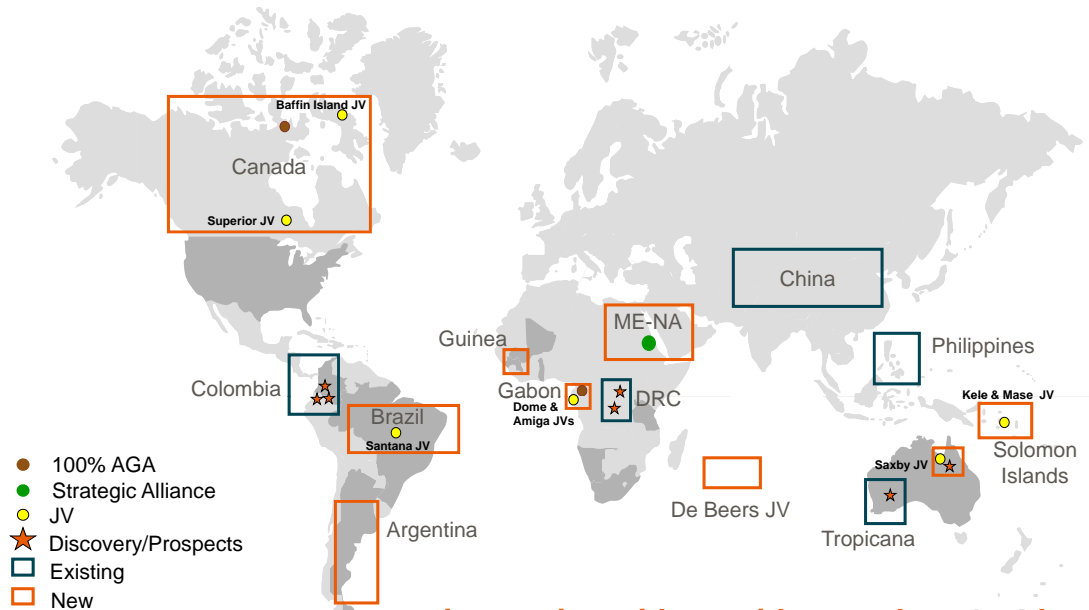 Baffin Island JV
Canada
Superior JV
China
ME-NA
Guinea
Philippines
Colombia
Gabon
DRC
Dome &
Amiga JVs
Kele & Mase JV
Brazil
Santana JV
Solomon
Islands
Saxby JV
De Beers JV
Argentina
Tropicana
100% AGA
Strategic Alliance
JV
Discovery/Prospects
Existing
New